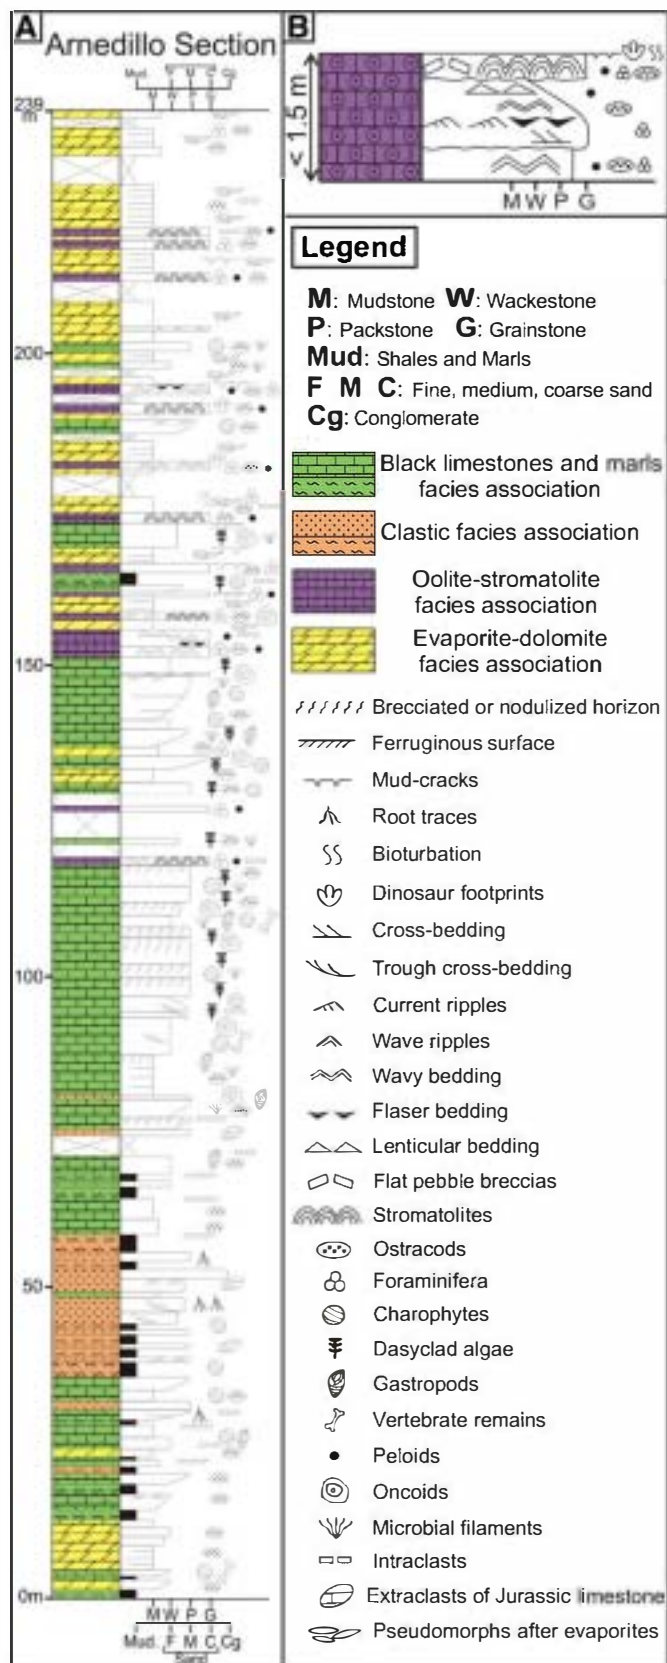 A Arnedillo Section
Mud. F M C Cg
M W P G
239
m
200
150
100
50
0m
M W P G
Mud. F M C Cg
Sand
B
< 1.5 m
M W P G
Legend
M: Mudstone W: Wackestone
P: Packstone G: Grainstone
Mud: Shales and Marls
F M C: Fine, medium, coarse sand
Cg: Conglomerate
Black limestones and marls
facies association
Clastic facies association
Oolite-stromatolite
facies association
Evaporite-dolomite
facies association
Brecciated or nodulized horizon
Ferruginous surface
Mud-cracks
Root traces
Bioturbation
Dinosaur footprints
Cross-bedding
Trough cross-bedding
Current ripples
Wave ripples
Wavy bedding
Flaser bedding
Lenticular bedding
Flat pebble breccias
Stromatolites
Ostracods
Foraminifera
Charophytes
Dasyclad algae
Gastropods
Vertebrate remains
Peloids
Oncoids
Microbial filaments
Intraclasts
Extraclasts of Jurassic limestone
Pseudomorphs after evaporites